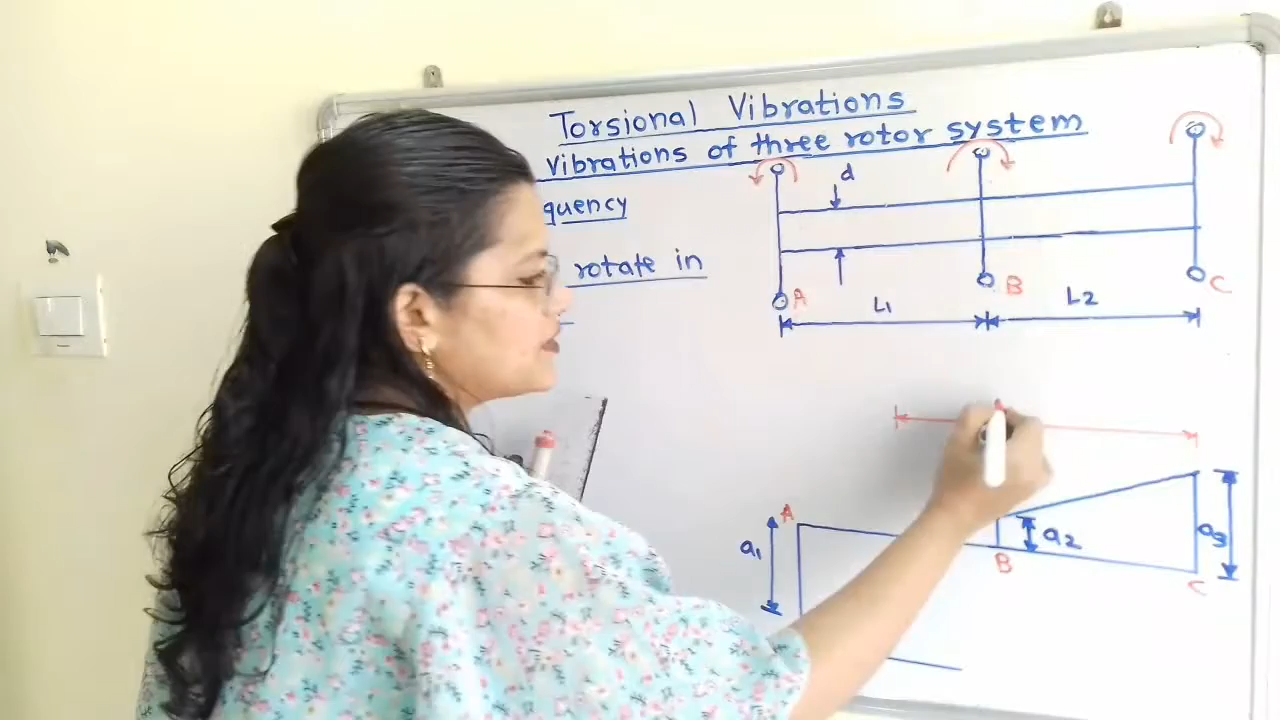 Torsional Vibrations
vibrations of three rotor system
quency
rotate in
d
A
B
C
L1
L2
A
a1
a2
a3
B
C